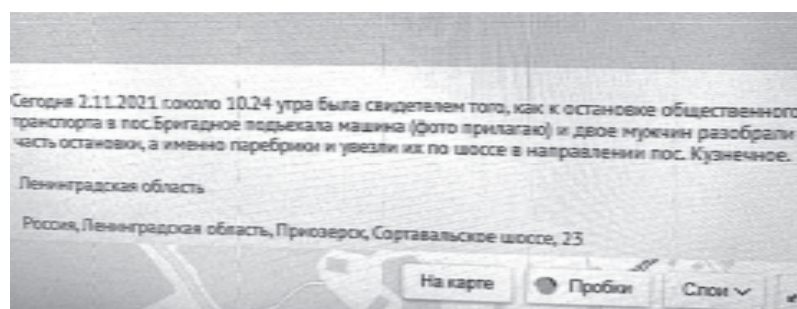 Сегодня 2.11.2021 г.около 10.24 утра была свидетелем того, как к остановке общественного
транспорта в пос.Бригадное подъехала машина (фото прилагаю) и двое мужчин разобрали
часть остановки, а именно паребрики и увезли их по шоссе в направлении пос. Кузнечное.
Ленинградская область
Россия, Ленинградская область, Приозерск, Сортавальское шоссе, 23
На карте Пробки Слои